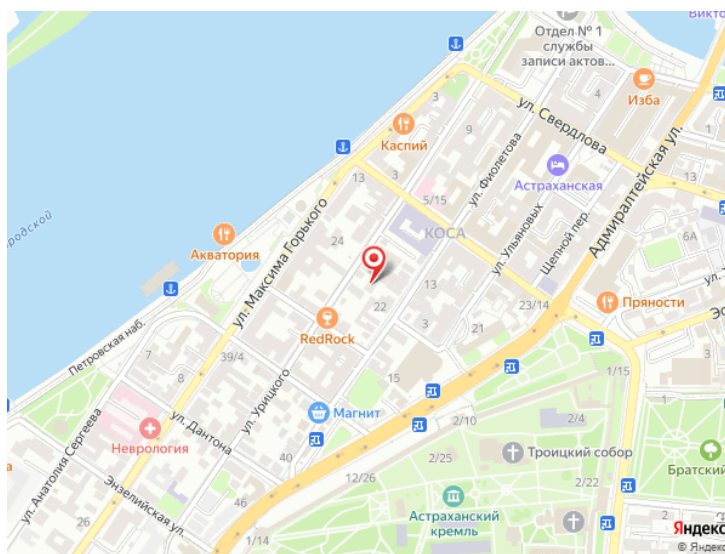 Викто
Отдел № 1
службы
записи актов...
4
Изба
3
ул. Свердлова
Каспий
9
3
13
5/15
ул. Фиолетова
Астраханская
Адмиралтейская ул.
13
КОСА
ул. Ульяновых
Щепной пер.
6А
24
Акватория
ул. Максима Горького
13
Пряности
22
23/14
RedRock
3
21
Петровская наб.
7
39/4
8
15
1/15
ул. Урицкого
Магнит
2/10
2/4
ул. Анатолия Сергеева
Неврология
ул. Дантона
Троицкий собор
2/25
Братский
40
12/26
2/22
Энзелийская ул.
24
1/14
Астраханский
кремль
© Яндекс